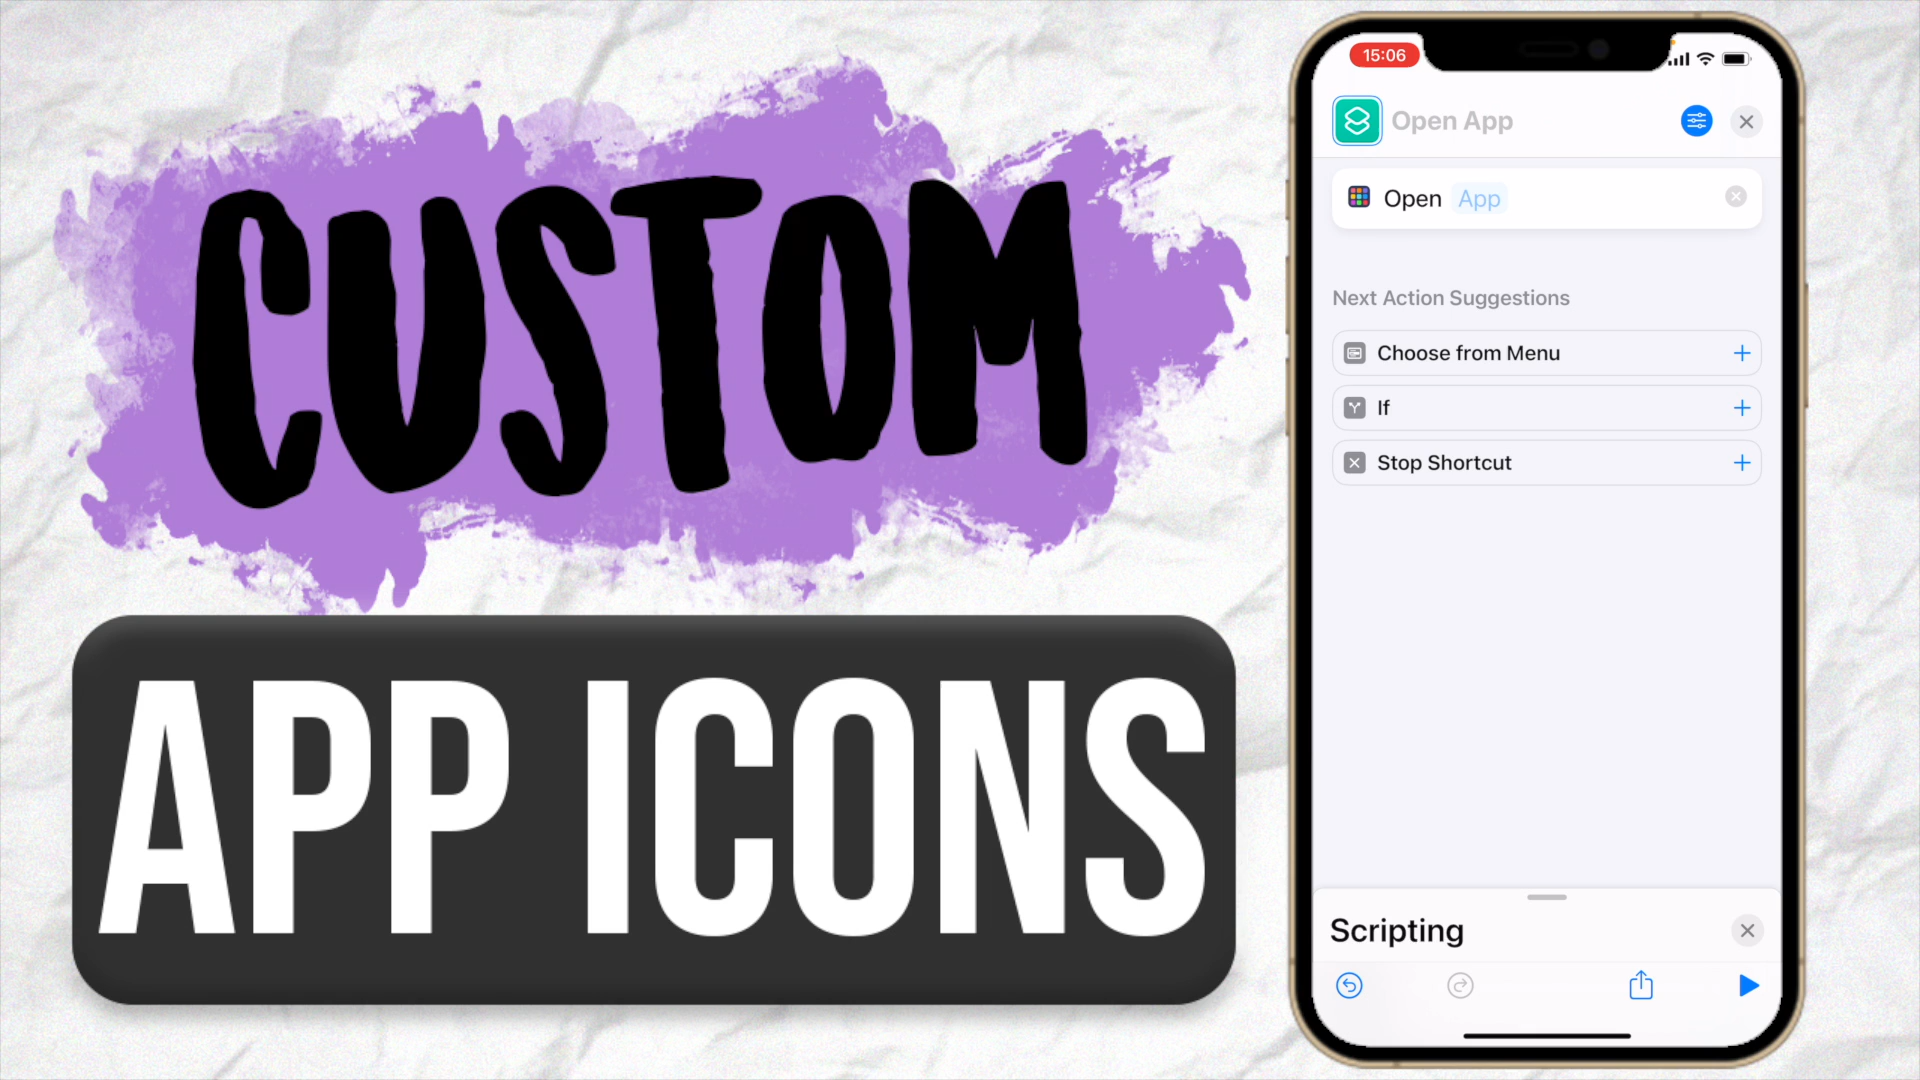 CUSTOM
APP ICONS
15:06
Open App
Open App
Next Action Suggestions
Choose from Menu
If
Stop Shortcut
Scripting